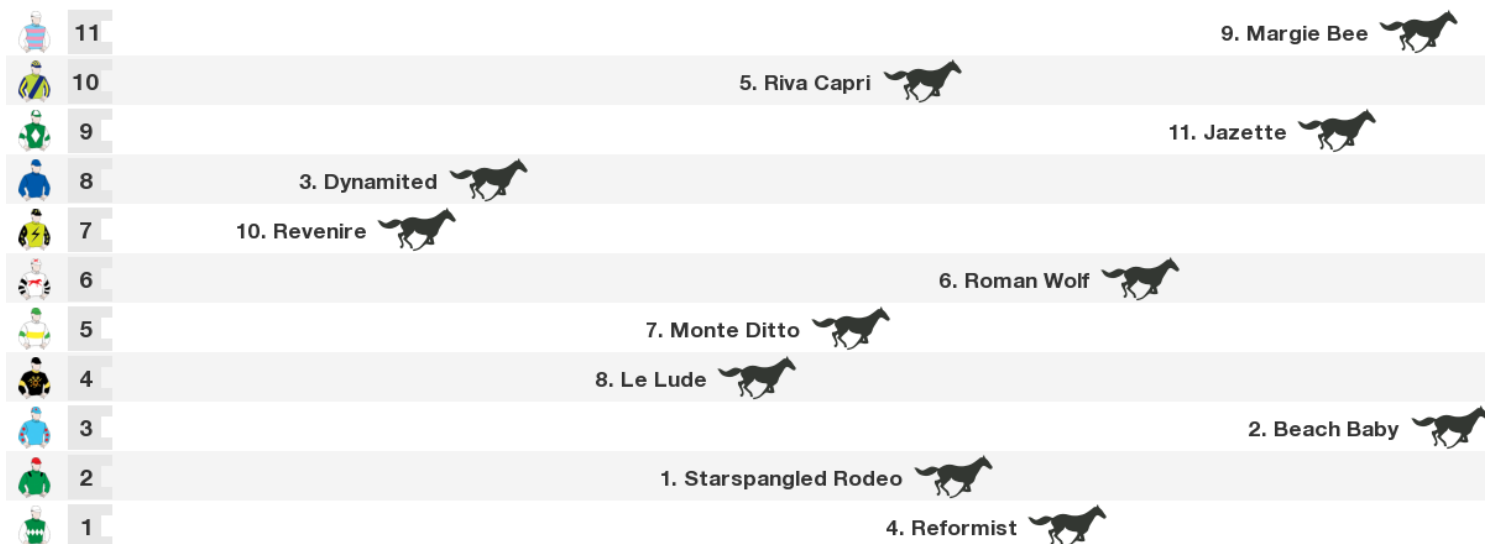 11 9. Margie Bee
10 5. Riva Capri
9 11. Jazette
8 3. Dynamited
7 10. Revenire
6 6. Roman Wolf
5 7. Monte Ditto
4 8. Le Lude
3 2. Beach Baby
2 1. Starspangled Rodeo
1 4. Reformist